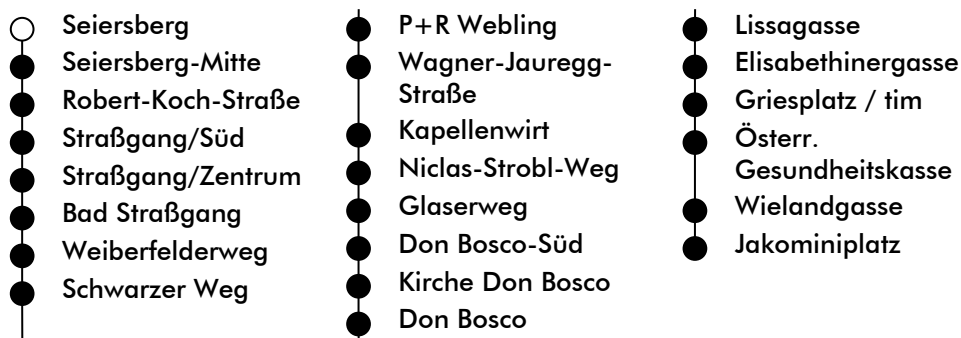 Seiersberg
Seiersberg-Mitte
Robert-Koch-Straße
Straßgang/Süd
Straßgang/Zentrum
Bad Straßgang
Weiberfelderweg
Schwarzer Weg
P+R Webling
Wagner-Jauregg-
Straße
Kapellenwirt
Niclas-Strobl-Weg
Glaserweg
Don Bosco-Süd
Kirche Don Bosco
Don Bosco
Lissagasse
Elisabethinergasse
Griesplatz / tim
Österr.
Gesundheitskasse
Wielandgasse
Jakominiplatz